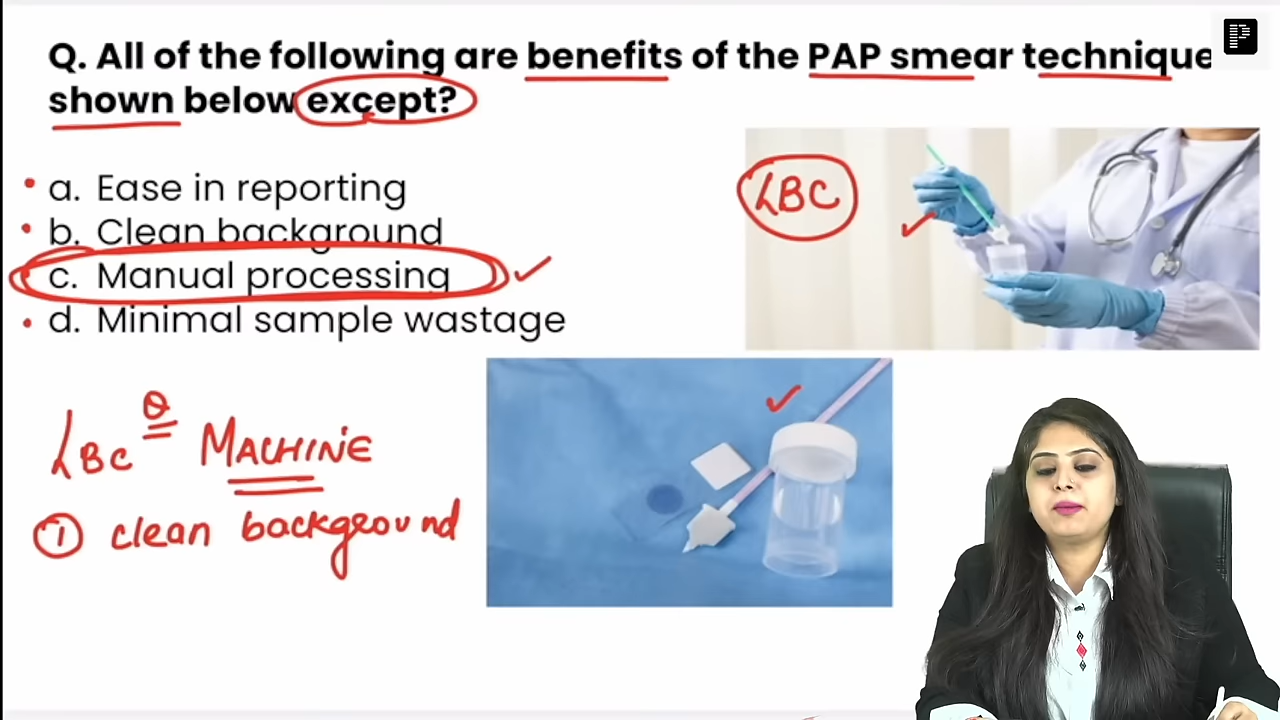 Q. All of the following are benefits of the PAP smear technique
shown below except?
a. Ease in reporting
b. Clean background
c. Manual processing
d. Minimal sample wastage
LBC
LBC MACHINE
① clean background